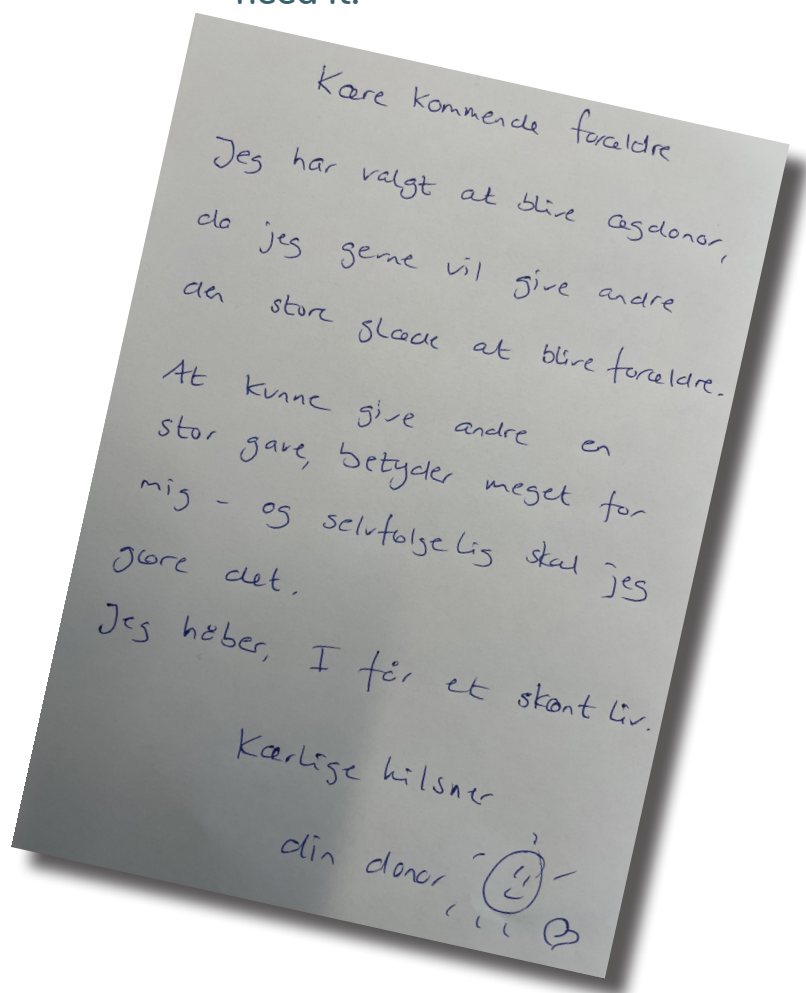 need it.
Kære kommende forældre
Jeg har valgt at blive ægdonor,
da jeg gerne vil give andre
den store glæde at blive forældre.
At kunne give andre en
stor gave, betyder meget for
mig - og selvfølgelig skal jeg
gøre det.
Jeg håber, I får et skønt liv.
Kærlige hilsner
din donor